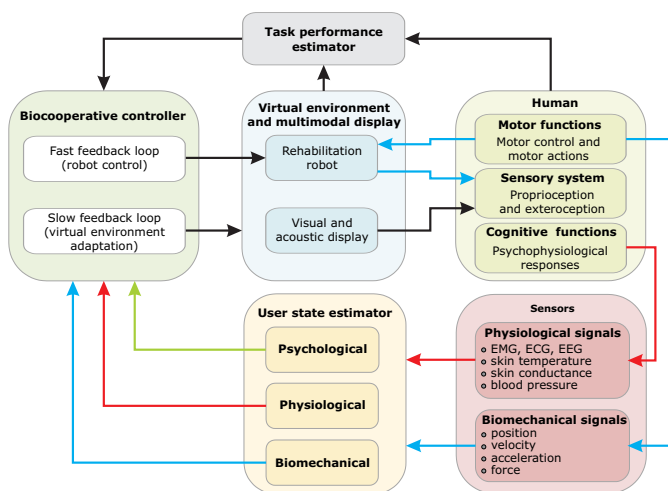 Task performance
estimator
Biocooperative controller
Fast feedback loop
(robot control)
Slow feedback loop
(virtual environment
adaptation)
Virtual environment
and multimodal display
Rehabilitation
robot
Visual and
acoustic display
Human
Motor functions
Motor control and
motor actions
Sensory system
Proprioception
and exteroception
Cognitive functions
Psychophysiological
responses
User state estimator
Psychological
Physiological
Biomechanical
Sensors
Physiological signals
EMG, ECG, EEG
skin temperature
skin conductance
blood pressure
Biomechanical signals
position
velocity
acceleration
force